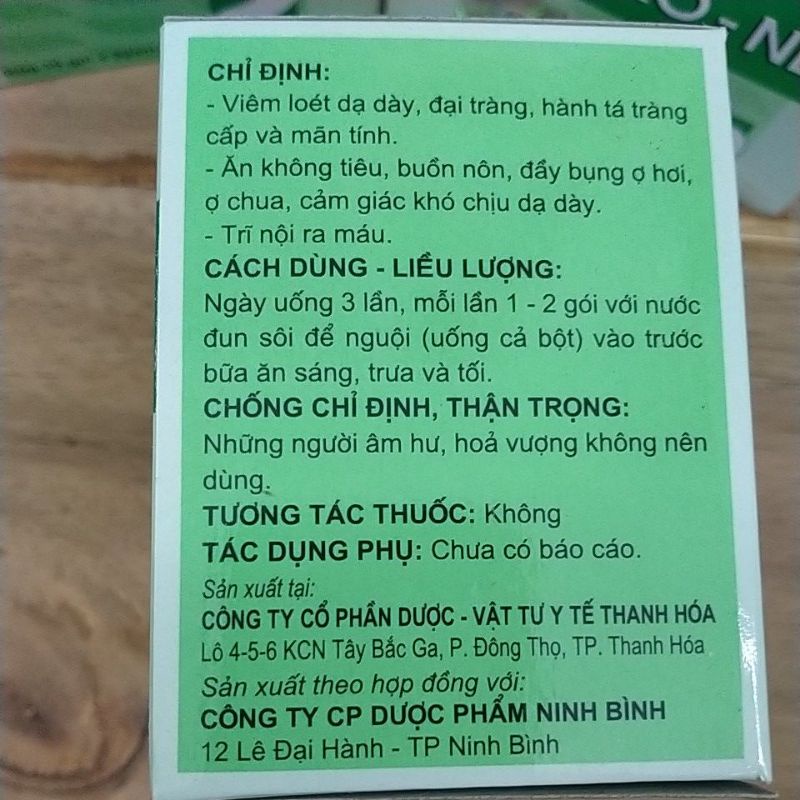 CHỈ ĐỊNH:
- Viêm loét dạ dày, đại tràng, hành tá tràng
cấp và mãn tính.
- Ăn không tiêu, buồn nôn, đầy bụng ợ hơi,
ợ chua, cảm giác khó chịu dạ dày.
- Trĩ nội ra máu.
CÁCH DÙNG - LIỀU LƯỢNG:
Ngày uống 3 lần, mỗi lần 1 - 2 gói với nước
đun sôi để nguội (uống cả bột) vào trước
bữa ăn sáng, trưa và tối.
CHỐNG CHỈ ĐỊNH, THẬN TRỌNG:
Những người âm hư, hoả vượng không nên
dùng.
TƯƠNG TÁC THUỐC: Không
TÁC DỤNG PHỤ: Chưa có báo cáo.
Sản xuất tại:
CÔNG TY CỔ PHẦN DƯỢC - VẬT TƯ Y TẾ THANH HÓA
Lô 4-5-6 KCN Tây Bắc Ga, P. Đông Thọ, TP. Thanh Hóa
Sản xuất theo hợp đồng với:
CÔNG TY CP DƯỢC PHẨM NINH BÌNH
12 Lê Đại Hành - TP Ninh Bình